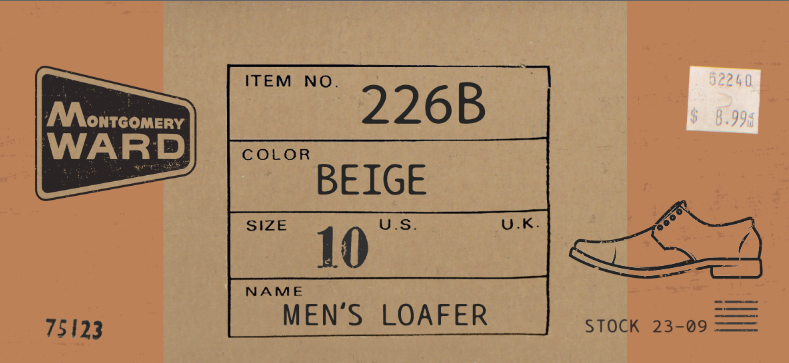 MONTGOMERY
WARD
ITEM NO. 226B
COLOR BEIGE
SIZE 10 U.S. U.K.
NAME MEN'S LOAFER
52240
$ 8.99
75123
STOCK 23-09